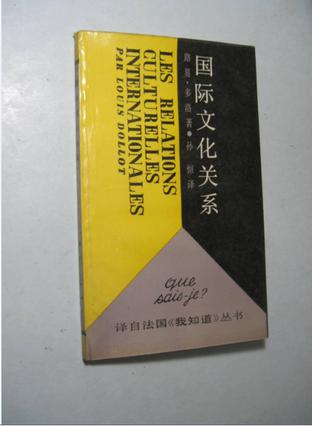 国际文化关系
路易·多洛著●孙恒译
LES RELATIONS
CULTURELLES
INTERNATIONALES
PAR LOUIS DOLLOT
que
sais-je?
译自法国《我知道》丛书